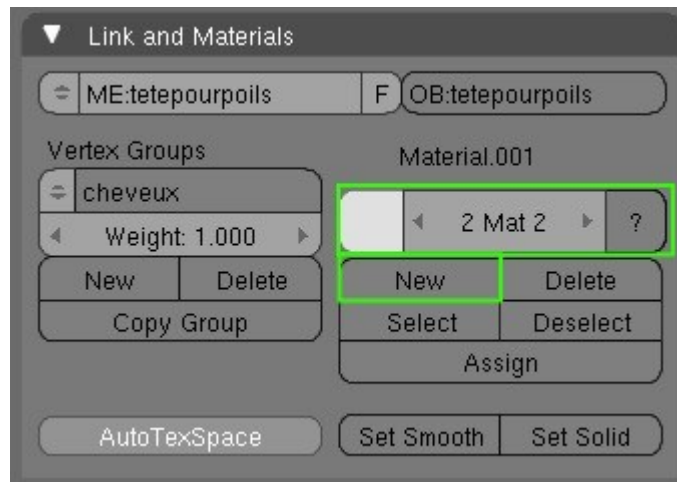 Link and Materials
ME:tetepourpoils F OB:tetepourpoils
Vertex Groups
Material.001
cheveux
2 Mat 2 ?
Weight: 1.000
New Delete
New Delete
Copy Group
Select Deselect
Assign
AutoTexSpace
Set Smooth Set Solid